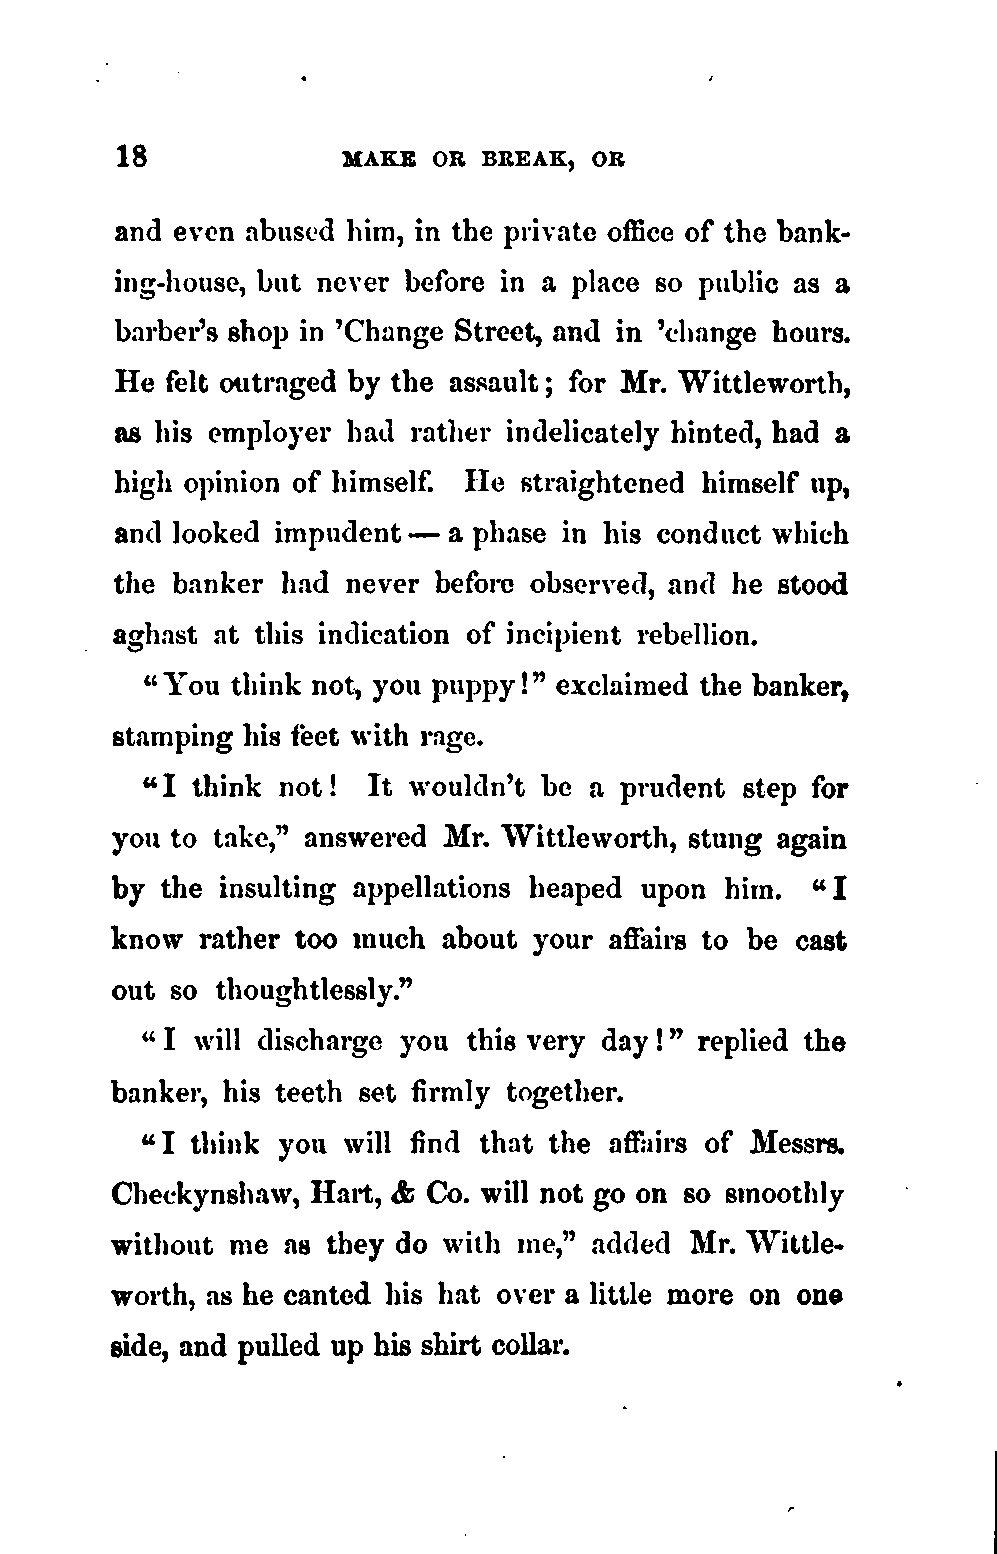 18 MAKE OR BREAK, OR
and even abused him, in the private office of the bank-
ing-house, but never before in a place so public as a
barber's shop in 'Change Street, and in 'change hours.
He felt outraged by the assault; for Mr. Wittleworth,
as his employer had rather indelicately hinted, had a
high opinion of himself. He straightened himself up,
and looked impudent — a phase in his conduct which
the banker had never before observed, and he stood
aghast at this indication of incipient rebellion.
“You think not, you puppy!” exclaimed the banker,
stamping his feet with rage.
“I think not! It wouldn't be a prudent step for
you to take,” answered Mr. Wittleworth, stung again
by the insulting appellations heaped upon him. “I
know rather too much about your affairs to be cast
out so thoughtlessly.”
“I will discharge you this very day!” replied the
banker, his teeth set firmly together.
“I think you will find that the affairs of Messrs.
Checkynshaw, Hart, & Co. will not go on so smoothly
without me as they do with me,” added Mr. Wittle-
worth, as he canted his hat over a little more on one
side, and pulled up his shirt collar.